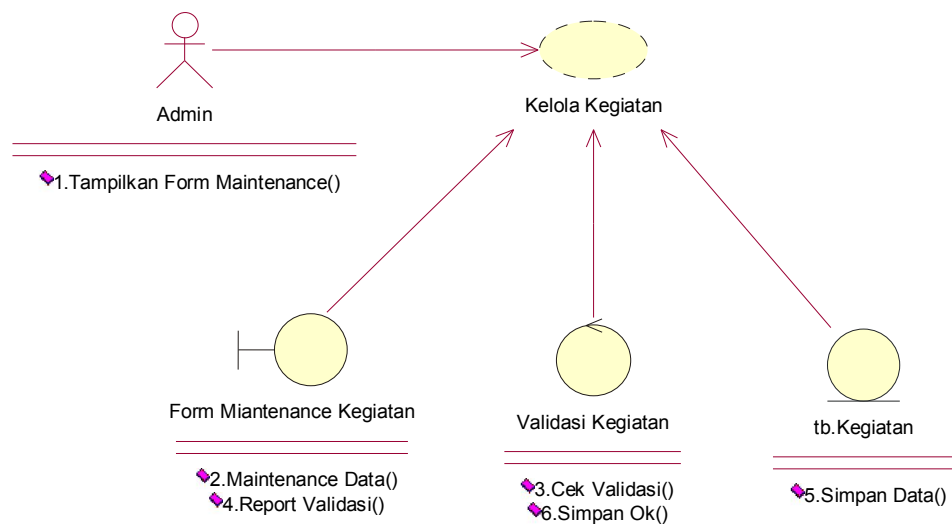 Admin
Kelola Kegiatan
1.Tampilkan Form Maintenance()
Form Miantenance Kegiatan
2.Maintenance Data()
4.Report Validasi()
Validasi Kegiatan
3.Cek Validasi()
6.Simpan Ok()
tb.Kegiatan
5.Simpan Data()